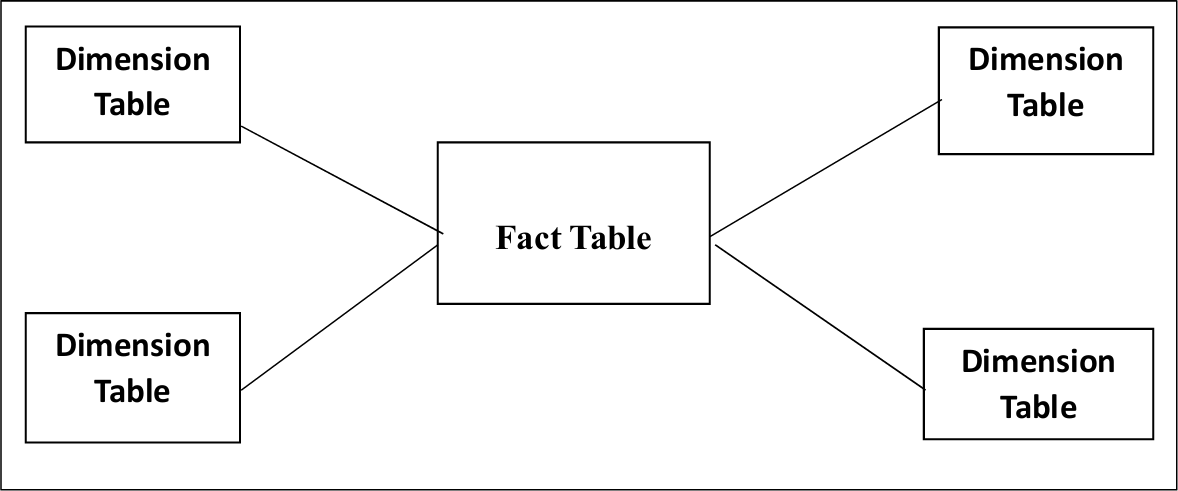 Dimension
Table
Dimension
Table
Fact Table
Dimension
Table
Dimension
Table